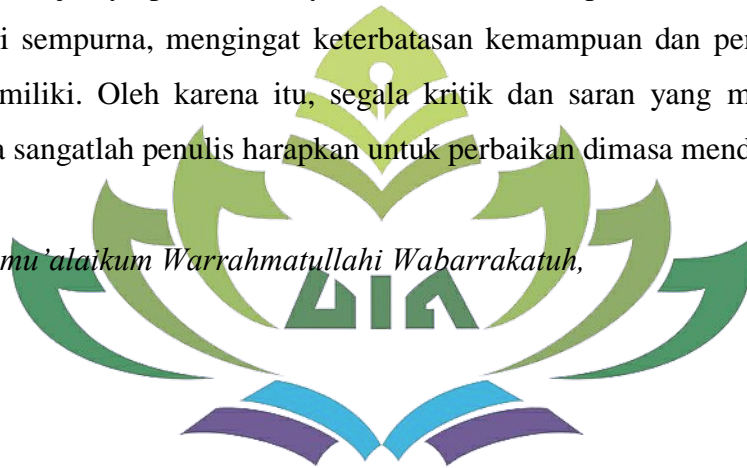 i sempurna, mengingat keterbatasan kemampuan dan per
miliki. Oleh karena itu, segala kritik dan saran yang m
a sangatlah penulis harapkan untuk perbaikan dimasa mend
mu’alaikum Warrahmatullahi Wabarrakatuh,
UIN